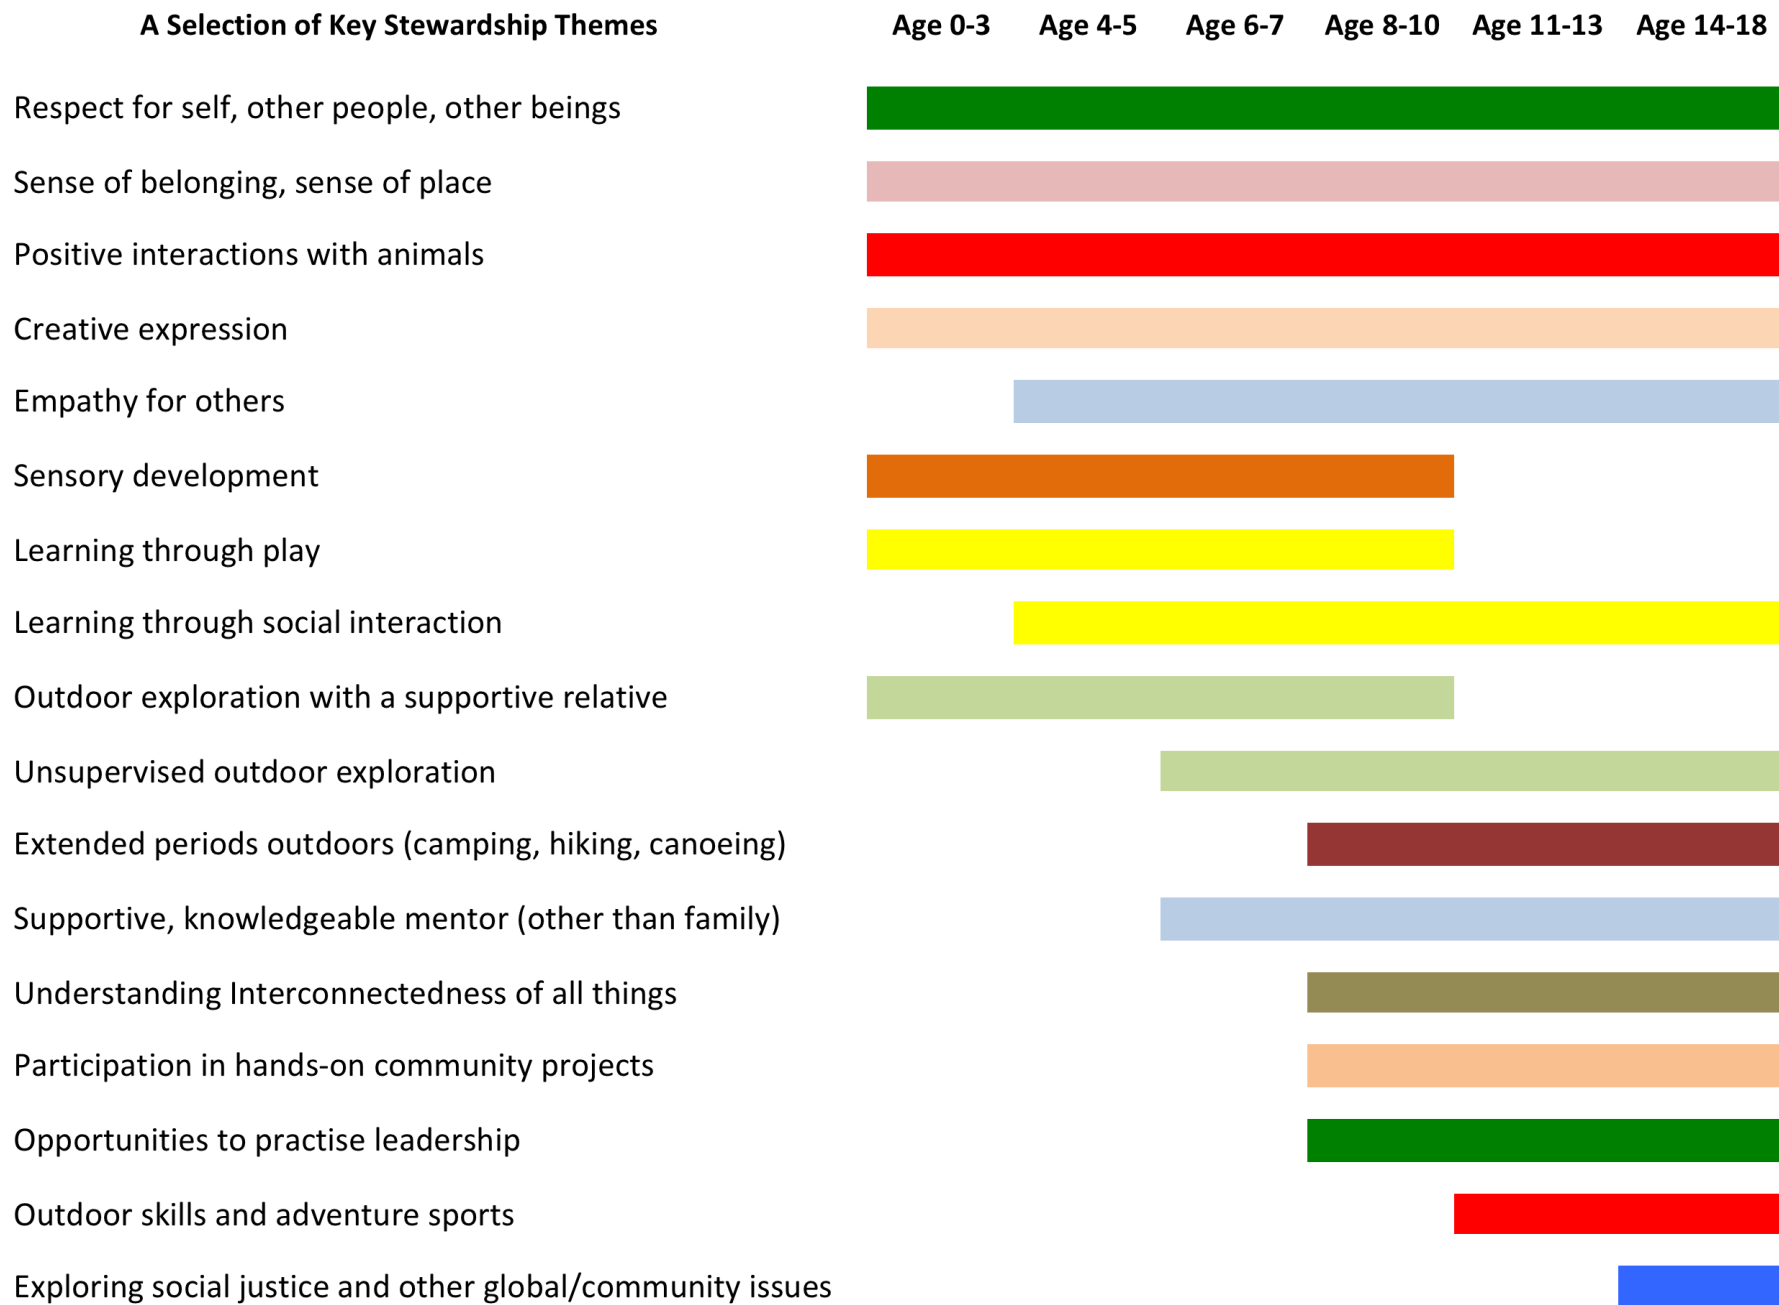 A Selection of Key Stewardship Themes Age 0-3 Age 4-5 Age 6-7 Age 8-10 Age 11-13 Age 14-18
Respect for self, other people, other beings
Sense of belonging, sense of place
Positive interactions with animals
Creative expression
Empathy for others
Sensory development
Learning through play
Learning through social interaction
Outdoor exploration with a supportive relative
Unsupervised outdoor exploration
Extended periods outdoors (camping, hiking, canoeing)
Supportive, knowledgeable mentor (other than family)
Understanding Interconnectedness of all things
Participation in hands-on community projects
Opportunities to practise leadership
Outdoor skills and adventure sports
Exploring social justice and other global/community issues